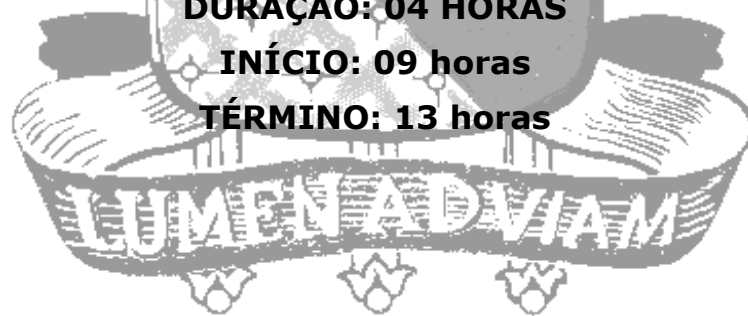 DURAÇÃO: 04 HORAS
INÍCIO: 09 horas
TÉRMINO: 13 horas
LUMEN AD VIAM